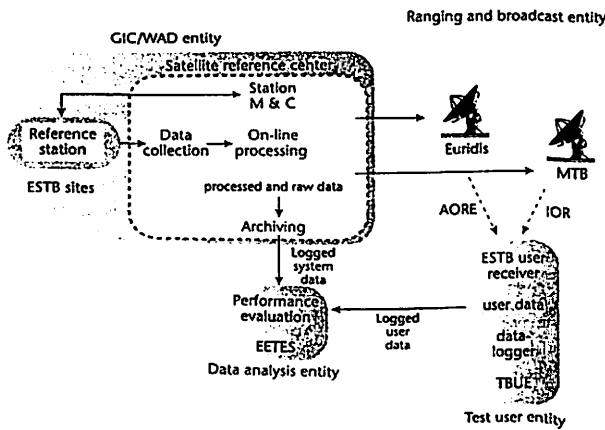 Ranging and broadcast entity
GIC/WAD entity
Satellite reference center
Station
M & C
Reference
station
Data
collection
On-line
processing
Euridis
MTB
ESTB sites
processed and raw data
AORE
IOR
Archiving
Logged
system
data
ESTB user
receiver
Performance
evaluation
EETES
user data
Logged
user
data
data-
logger
Data analysis entity
TBUE
Test user entity